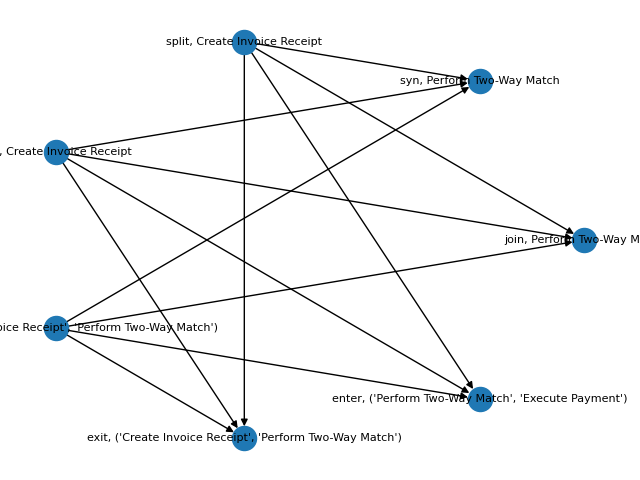 split, Create Invoice Receipt
syn, Perform Two-Way Match
, Create Invoice Receipt
join, Perform Two-Way M
Receipt', 'Perform Two-Way Match')
enter, ('Perform Two-Way Match', 'Execute Payment')
exit, ('Create Invoice Receipt', 'Perform Two-Way Match')